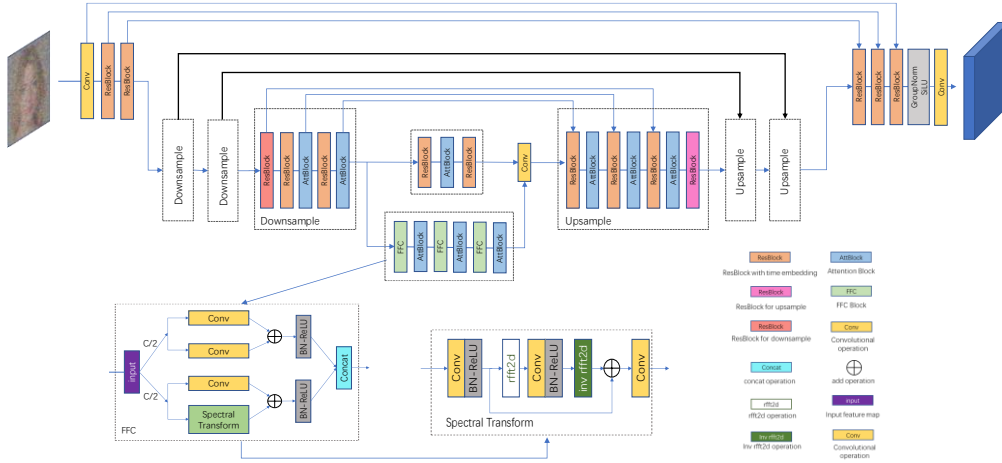 Conv
ResBlock
ResBlock
ResBlock
ResBlock
ResBlock
GroupNorm
SiLU
Conv
Downsample
Downsample
ResBlock
ResBlock
AttBlock
ResBlock
AttBlock
Downsample
ResBlock
AttBlock
ResBlock
Conv
ResBlock
AttBlock
ResBlock
AttBlock
ResBlock
AttBlock
ResBlock
Upsample
Upsample
Upsample
FFC
AttBlock
FFC
AttBlock
FFC
AttBlock
input
C/2
C/2
Conv
Conv
Conv
Spectral
Transform
BN-ReLU
BN-ReLU
Concat
FFC
Conv
BN-ReLU
rfft2d
Conv
BN-ReLU
inv rfft2d
Conv
Spectral Transform
ResBlock
ResBlock with time embedding
AttBlock
Attention Block
ResBlock
ResBlock for upsample
FFC
FFC Block
ResBlock
ResBlock for downsample
Conv
Convolutional
operation
Concat
concat operation
add operation
rfft2d
rfft2d operation
input
Input feature map
Inv rfft2d
Inv rfft2d operation
Conv
Convolutional
operation